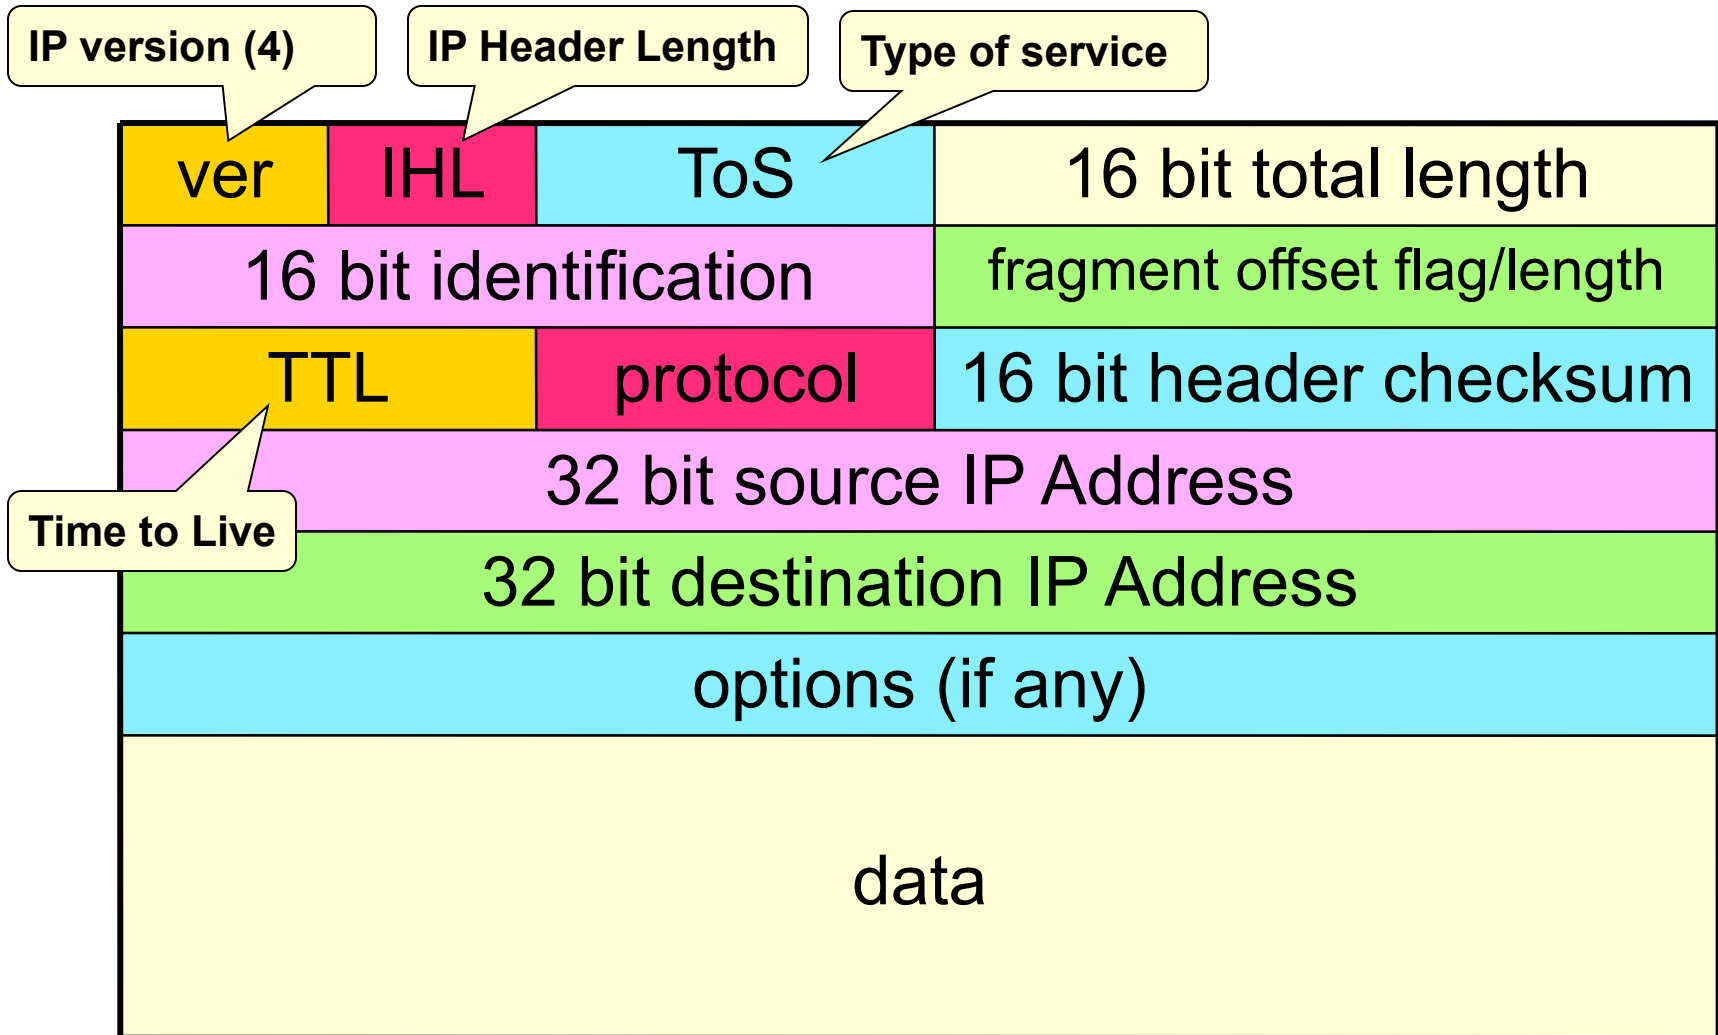 IP version (4)
IP Header Length
Type of service
ver
IHL
ToS
16 bit total length
16 bit identification
fragment offset flag/length
TTL
protocol
16 bit header checksum
32 bit source IP Address
Time to Live
32 bit destination IP Address
options (if any)
data